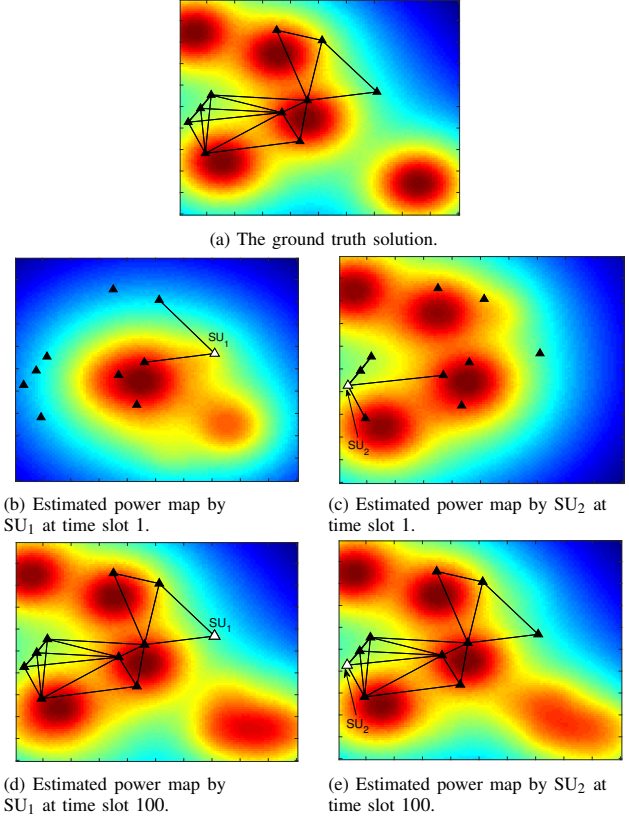 (a) The ground truth solution.
SU1
SU2
(b) Estimated power map by
SU1 at time slot 1.
(c) Estimated power map by SU2 at
time slot 1.
SU1
SU2
(d) Estimated power map by
SU1 at time slot 100.
(e) Estimated power map by SU2 at
time slot 100.